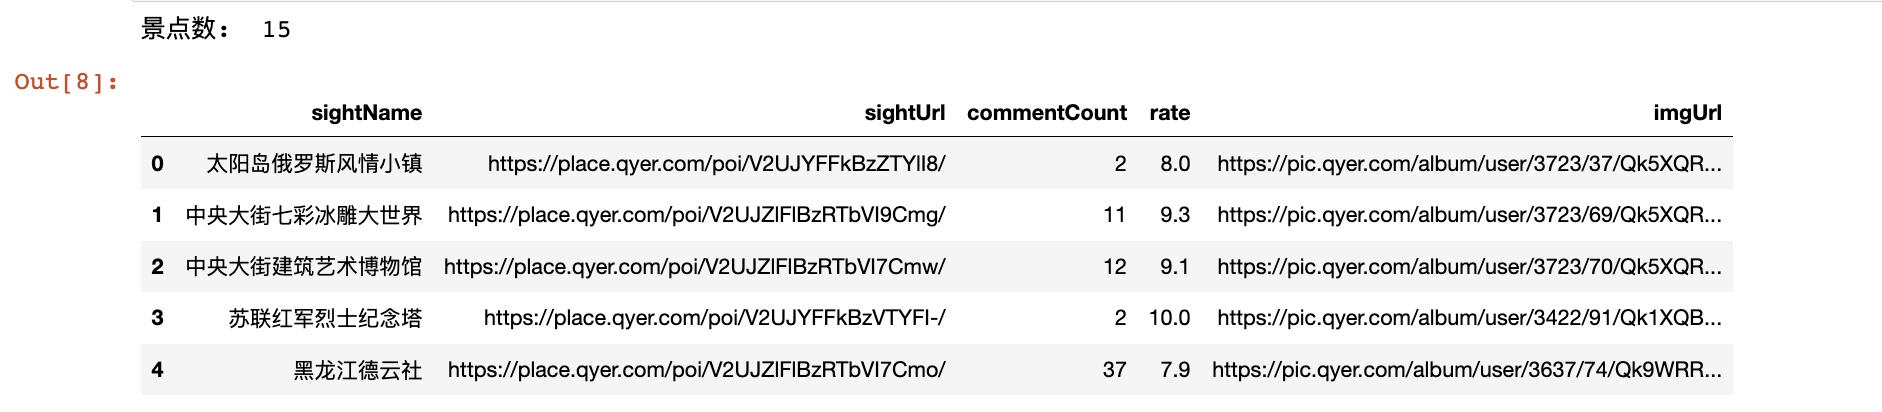 景点数： 15
Out[8]:
sightName sightUrl commentCount rate imgUrl
0 太阳岛俄罗斯风情小镇 https://place.qyer.com/poi/V2UJYFFkBzZTYlI8/ 2 8.0 https://pic.qyer.com/album/user/3723/37/Qk5XQR...
1 中央大街七彩冰雕大世界 https://place.qyer.com/poi/V2UJZlFlBzRTbVI9Cmg/ 11 9.3 https://pic.qyer.com/album/user/3723/69/Qk5XQR...
2 中央大街建筑艺术博物馆 https://place.qyer.com/poi/V2UJZlFlBzRTbVI7Cmw/ 12 9.1 https://pic.qyer.com/album/user/3723/70/Qk5XQR...
3 苏联红军烈士纪念塔 https://place.qyer.com/poi/V2UJYFFkBzVTYFI-/ 2 10.0 https://pic.qyer.com/album/user/3422/91/Qk1XQB...
4 黑龙江德云社 https://place.qyer.com/poi/V2UJZlFlBzRTbVI7Cmo/ 37 7.9 https://pic.qyer.com/album/user/3637/74/Qk9WRR...